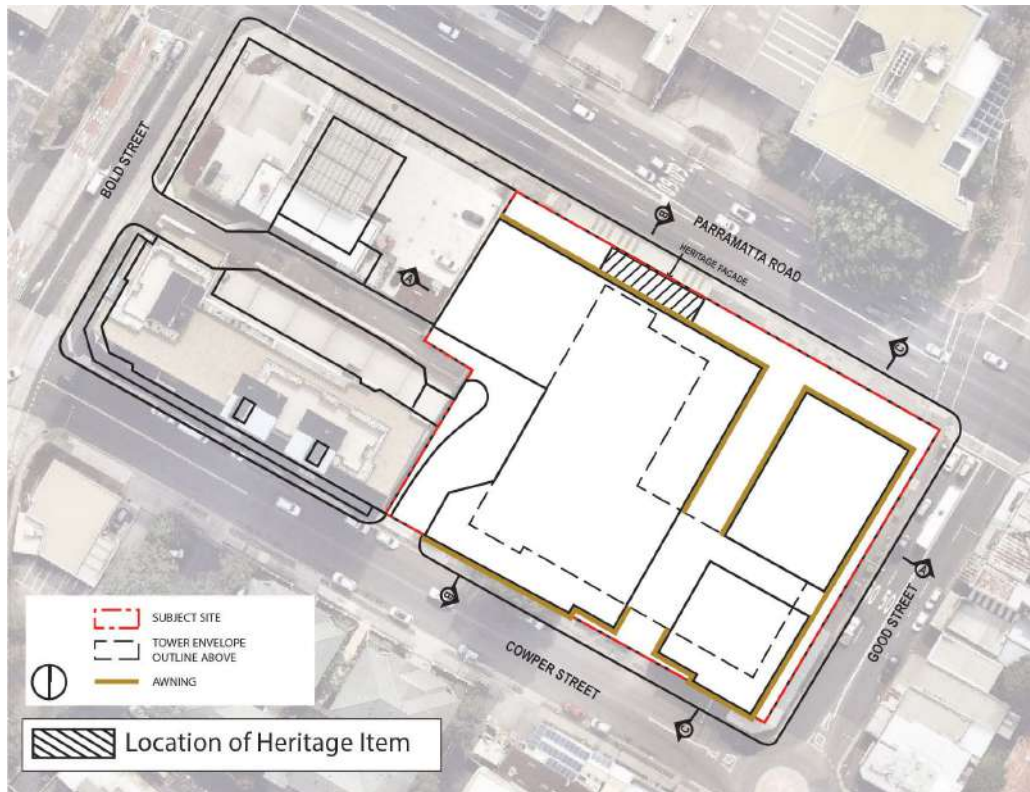 BOLD STREET
B
PARRAMATTA ROAD
HERITAGE FACADE
A
C
A
GOOD STREET
B
COWPER STREET
C
SUBJECT SITE
TOWER ENVELOPE
OUTLINE ABOVE
AWNING
Location of Heritage Item